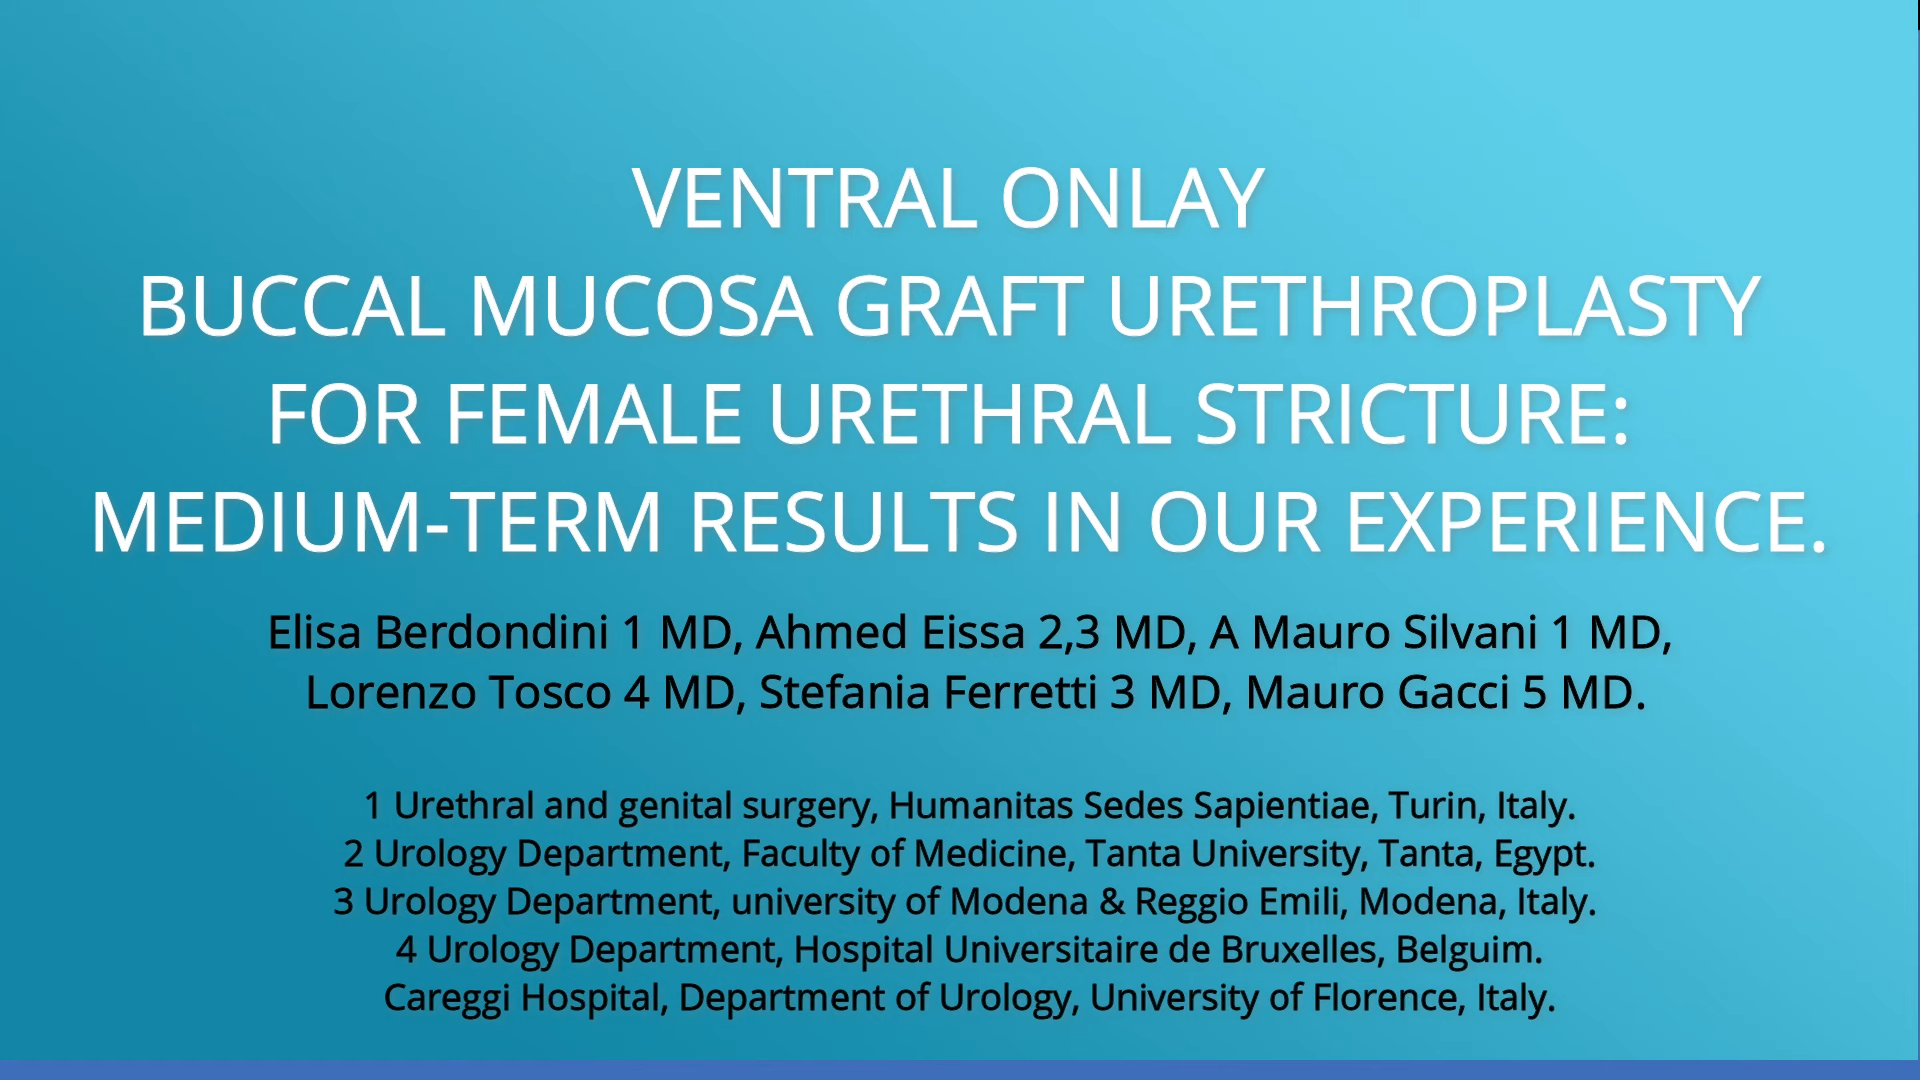 VENTRAL ONLAY
BUCCAL MUCOSA GRAFT URETHROPLASTY
FOR FEMALE URETHRAL STRICTURE:
MEDIUM-TERM RESULTS IN OUR EXPERIENCE.
Elisa Berdondini 1 MD, Ahmed Eissa 2,3 MD, A Mauro Silvani 1 MD,
Lorenzo Tosco 4 MD, Stefania Ferretti 3 MD, Mauro Gacci 5 MD.
1 Urethral and genital surgery, Humanitas Sedes Sapientiae, Turin, Italy.
2 Urology Department, Faculty of Medicine, Tanta University, Tanta, Egypt.
3 Urology Department, university of Modena & Reggio Emili, Modena, Italy.
4 Urology Department, Hospital Universitaire de Bruxelles, Belguim.
Careggi Hospital, Department of Urology, University of Florence, Italy.